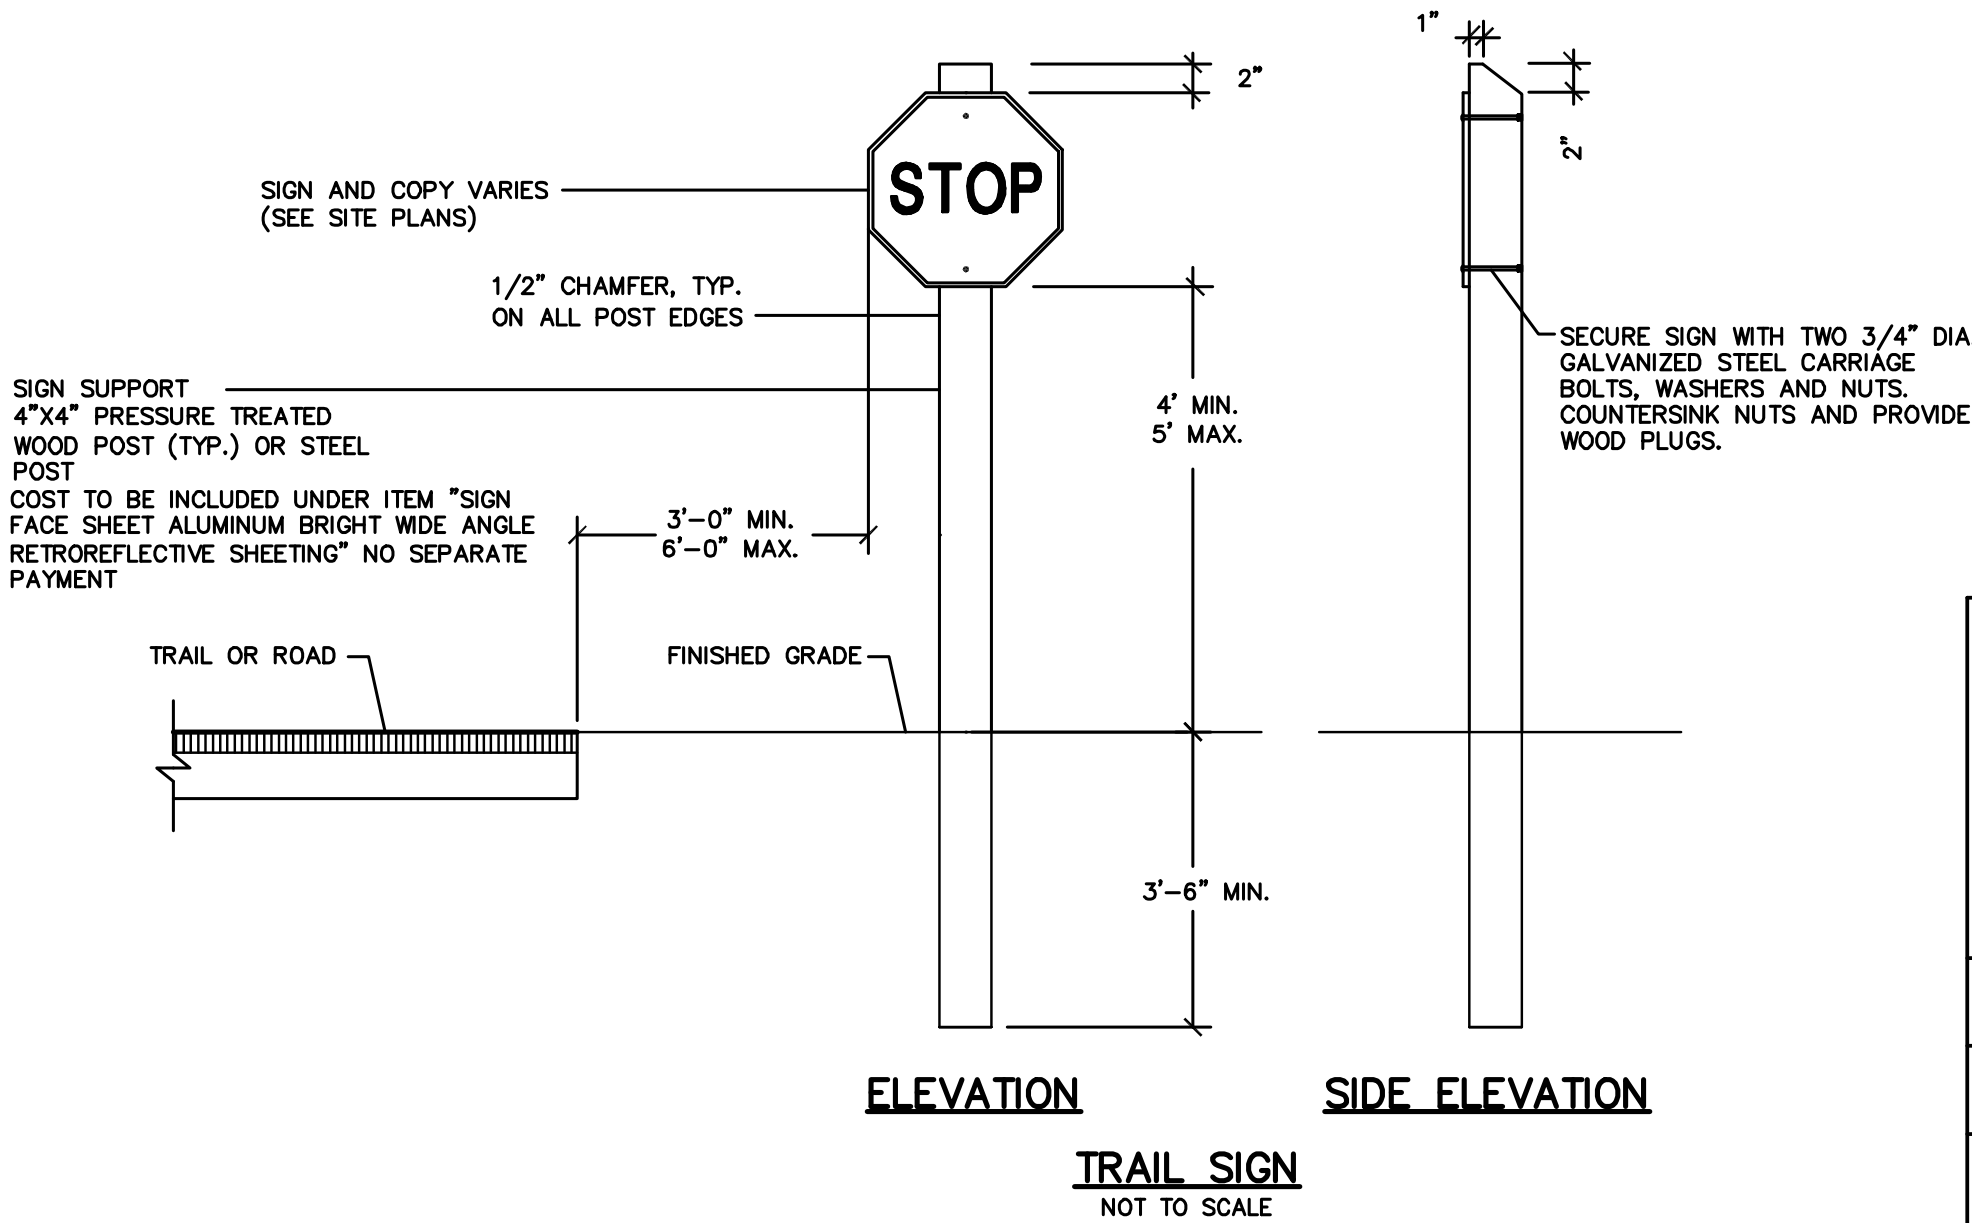 1"
2"
STOP
2"
SIGN AND COPY VARIES
(SEE SITE PLANS)
1/2" CHAMFER, TYP.
ON ALL POST EDGES
SECURE SIGN WITH TWO 3/4" DIA
GALVANIZED STEEL CARRIAGE
BOLTS, WASHERS AND NUTS.
COUNTERSINK NUTS AND PROVIDE
WOOD PLUGS.
SIGN SUPPORT
4"X4" PRESSURE TREATED
WOOD POST (TYP.) OR STEEL
POST
COST TO BE INCLUDED UNDER ITEM "SIGN
FACE SHEET ALUMINUM BRIGHT WIDE ANGLE
RETROREFLECTIVE SHEETING" NO SEPARATE
PAYMENT
4' MIN.
5' MAX.
3'-0" MIN.
6'-0" MAX.
TRAIL OR ROAD
FINISHED GRADE
3'-6" MIN.
ELEVATION
SIDE ELEVATION
TRAIL SIGN
NOT TO SCALE